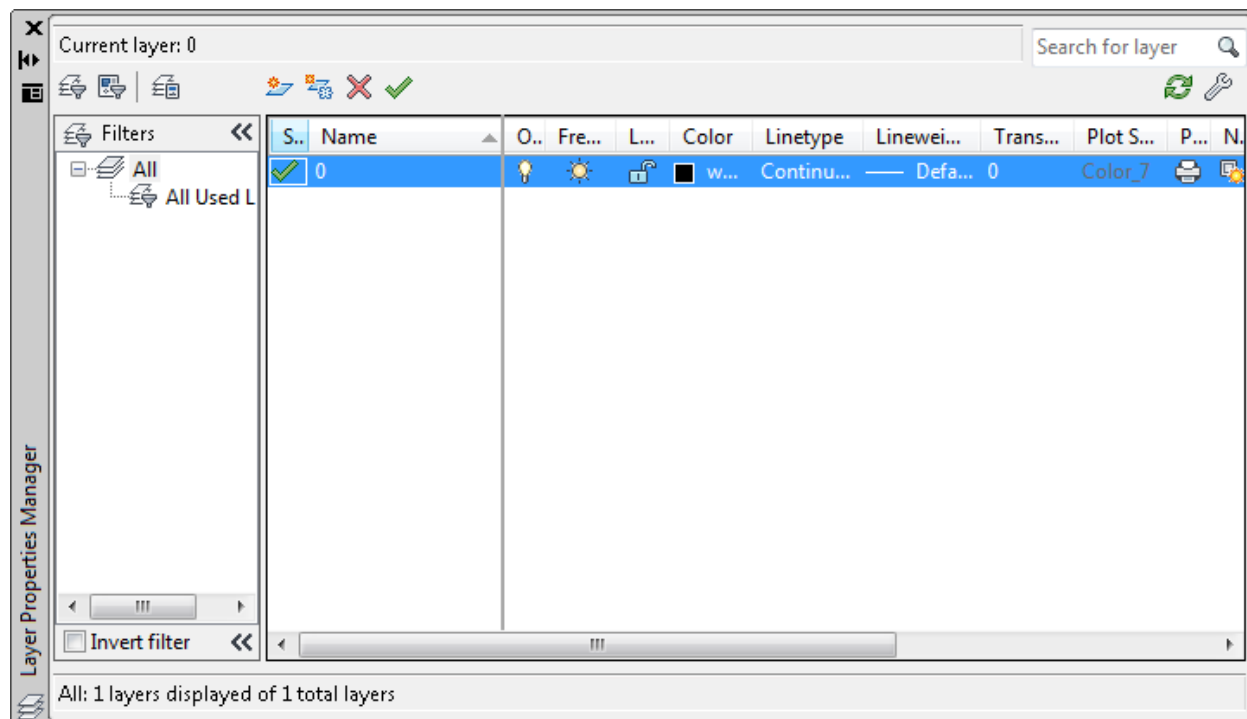 Current layer: 0
Search for layer
Filters
S.. Name O.. Fre... L... Color Linetype Linewei... Trans... Plot S... P... N.
All
0 w... Continu... Defa... 0 Color_7
All Used L
Invert filter
Layer Properties Manager
All: 1 layers displayed of 1 total layers